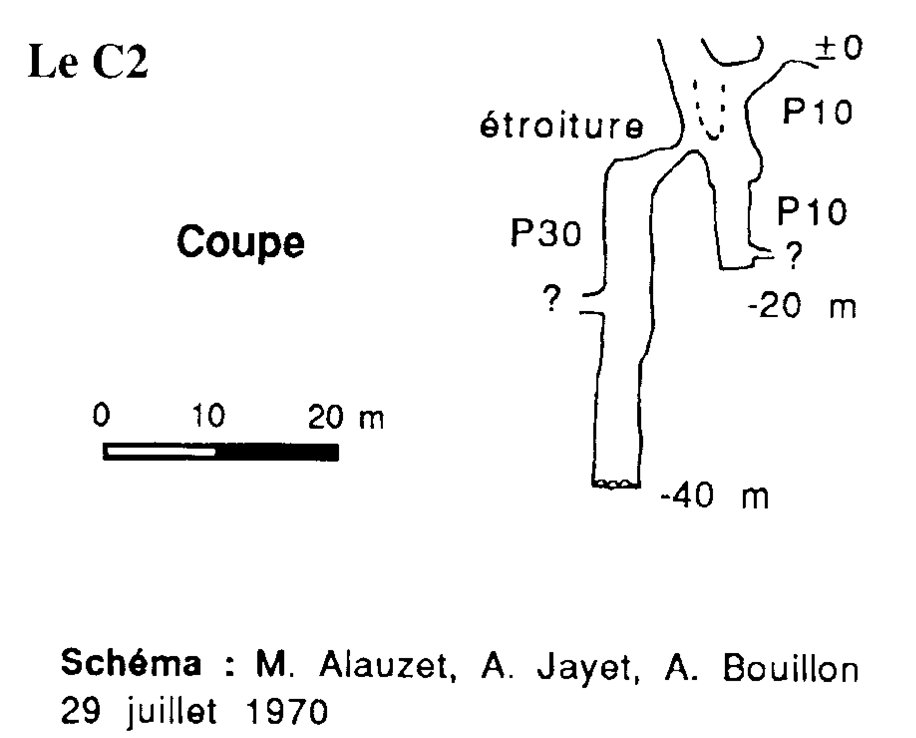 Le C2
±0
P10
étroiture
P10
P30
Coupe
?
?
-20 m
0 10 20 m
-40 m
Schéma : M. Alauzet, A. Jayet, A. Bouillon
29 juillet 1970